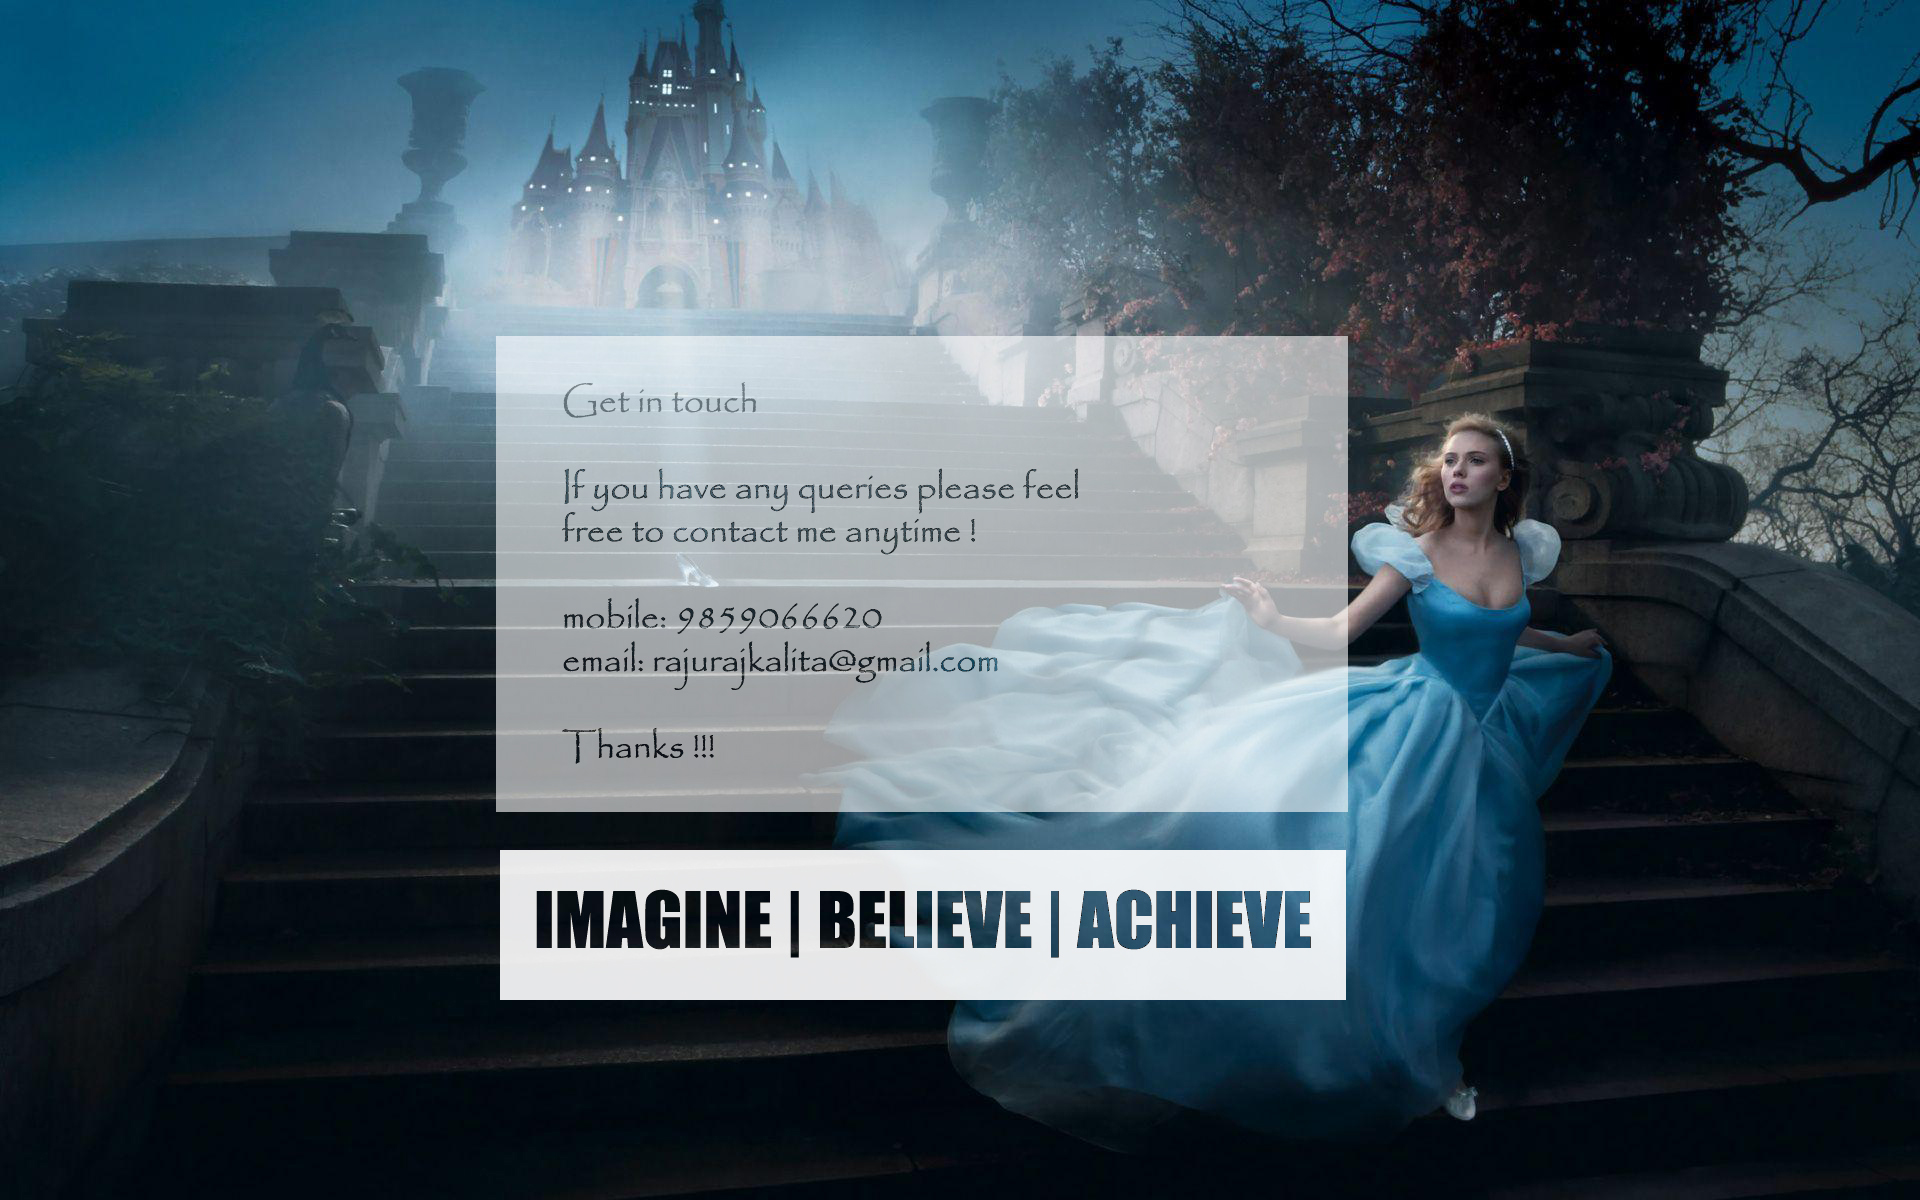 Get in touch
If you have any queries please feel
free to contact me anytime !
mobile: 9859066620
email: rajurajkalita@gmail.com
Thanks !!!
IMAGINE | BELIEVE | ACHIEVE